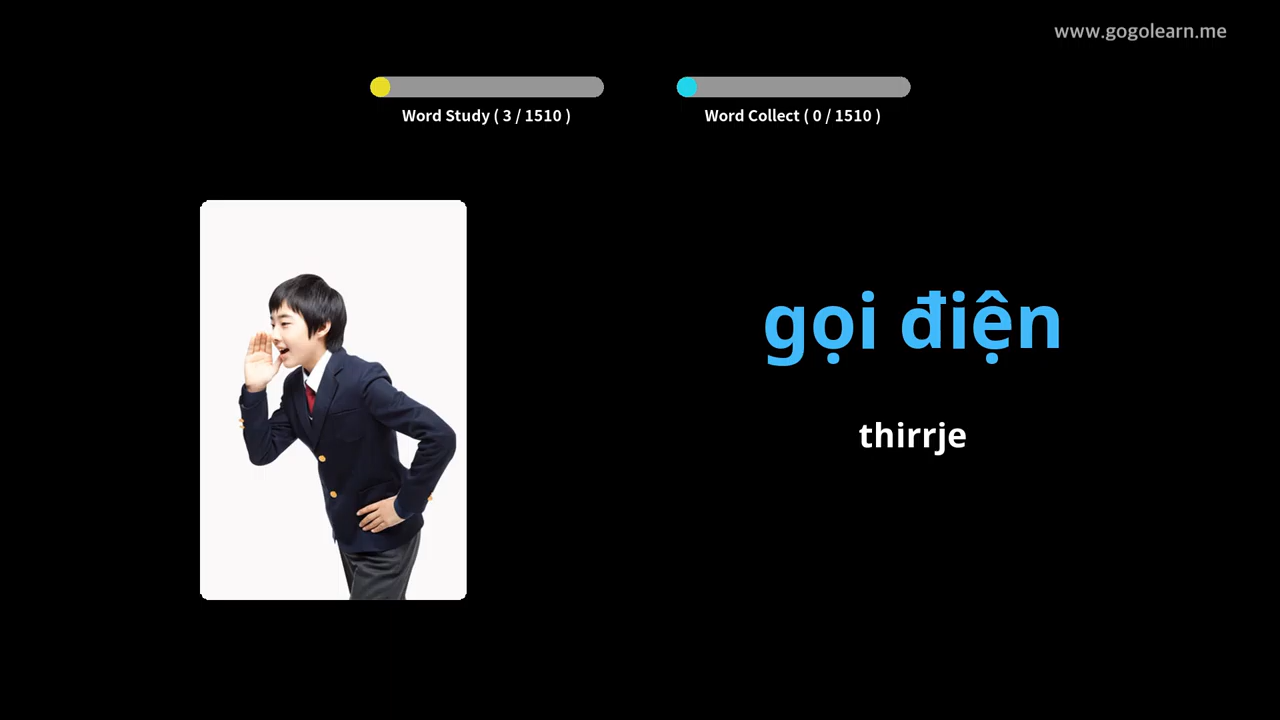 www.gogolearn.me
Word Study ( 3 / 1510 )
Word Collect ( 0 / 1510 )
gọi điện
thirrje